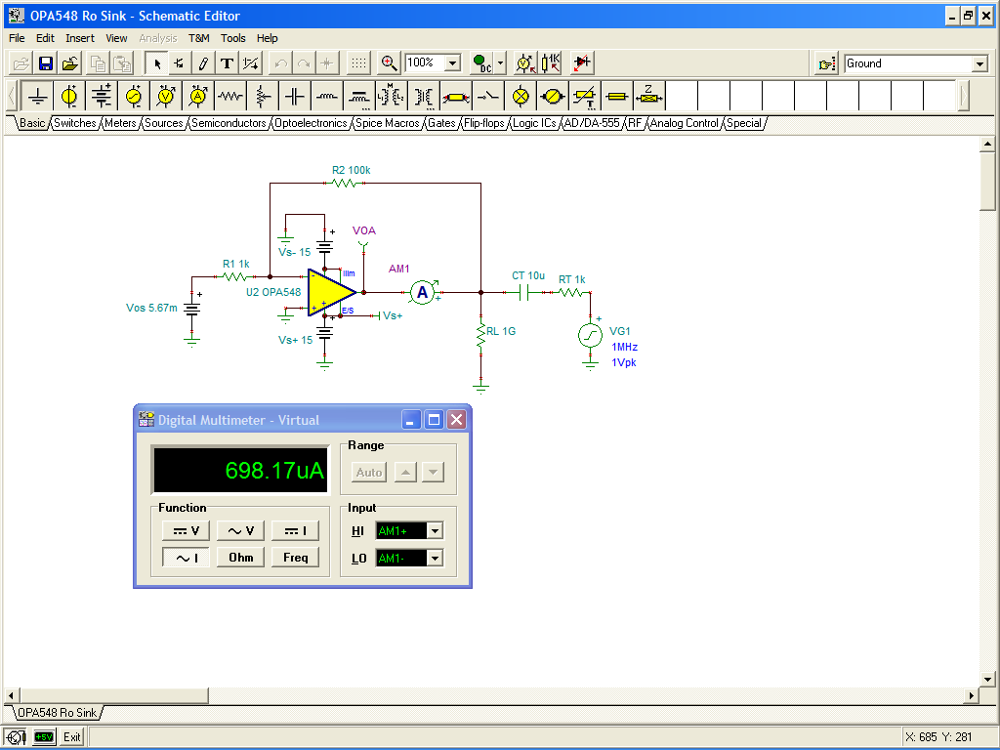 OPA548 Ro Sink - Schematic Editor
File Edit Insert View Analysis T&M Tools Help
T 100% DC V 1K Ground
V A M T Z
Basic Switches Meters Sources Semiconductors Optoelectronics Spice Macros Gates Flip-flops Logic ICs AD/DA-555 RF Analog Control Special
R2 100k
VOA
Vs- 15
R1 1k
Ilim
AM1
CT 10u
RT 1k
U2 OPA548
A
Vos 5.67m
E/S
Vs+
Vs+ 15
RL 1G
VG1
1MHz
1Vpk
Digital Multimeter - Virtual
698.17uA
Range
Auto
Function
V
V
I
I
Ohm
Freq
Input
HI AM1+
LO AM1-
OPA548 Ro Sink
+5V Exit X: 685 Y: 281